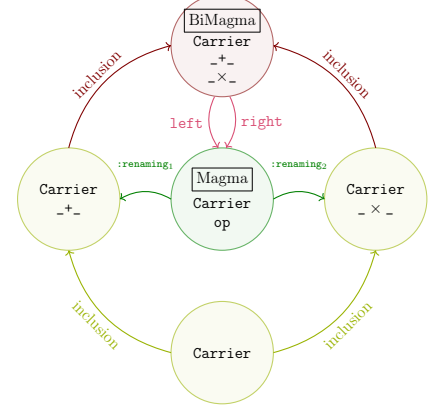 BiMagma
Carrier
_+_
_×_
inclusion
inclusion
left
right
:renaming₁
:renaming₂
Carrier
_+_
Magma
Carrier
op
Carrier
_ × _
inclusion
inclusion
Carrier